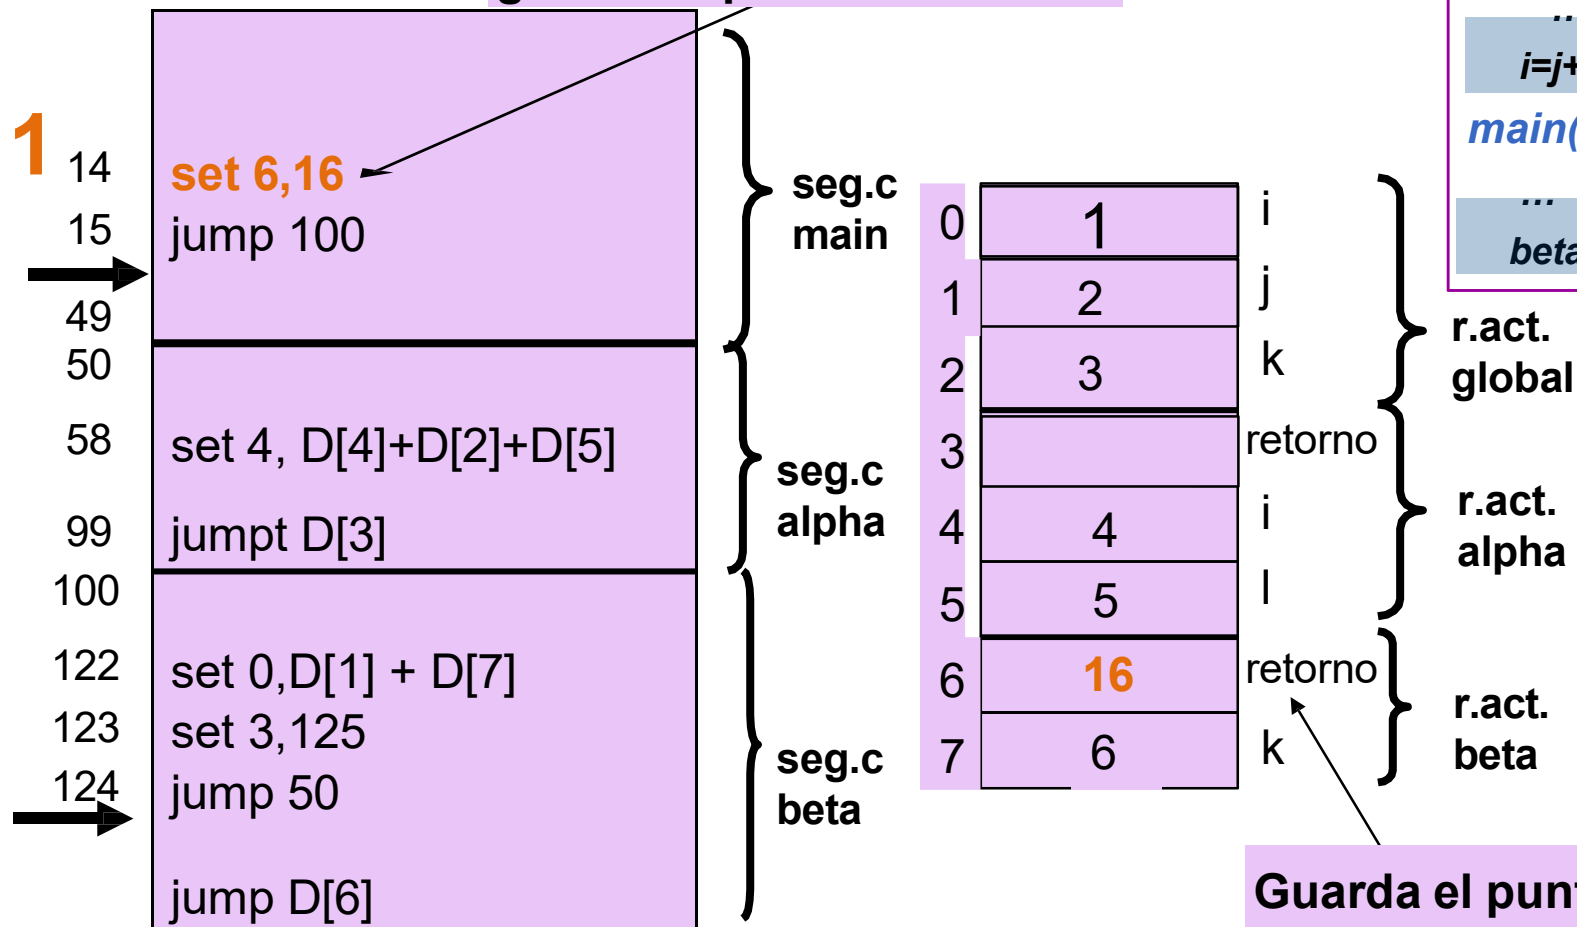 1
14 set 6,16
15 jump 100
49
50
58 set 4, D[4]+D[2]+D[5]
99 jumpt D[3]
100
122 set 0,D[1] + D[7]
123 set 3,125
124 jump 50
jump D[6]
seg.c
main
seg.c
alpha
seg.c
beta
0 1 i
1 2 j
2 3 k
3 retorno
4 4 i
5 5 l
6 16 retorno
7 6 k
r.act.
global
r.act.
alpha
r.act.
beta
...
i=j+
main(
...
beta
Guarda el pun